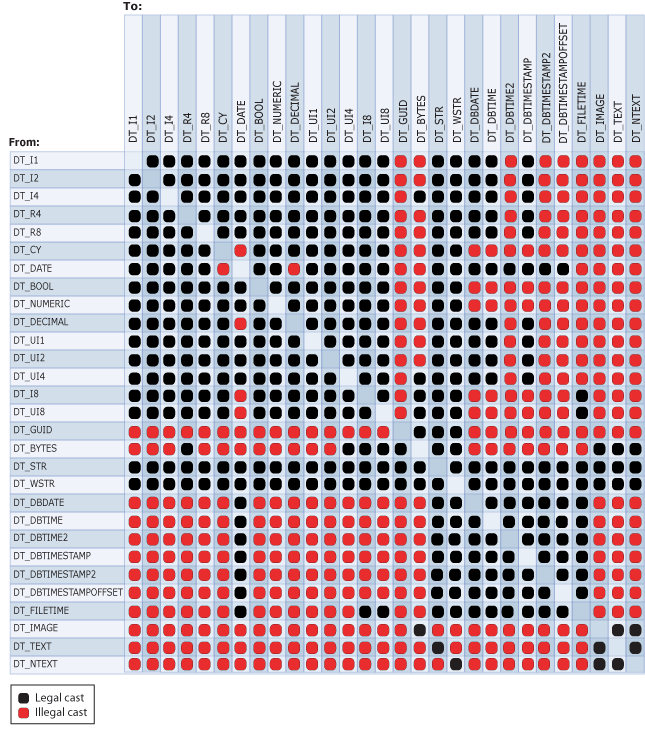 To:
DT_I1
DT_I2
DT_I4
DT_R4
DT_R8
DT_CY
DT_DATE
DT_BOOL
DT_NUMERIC
DT_DECIMAL
DT_UI1
DT_UI2
DT_UI4
DT_I8
DT_UI8
DT_GUID
DT_BYTES
DT_STR
DT_WSTR
DT_DBDATE
DT_DBTIME
DT_DBTIME2
DT_DBTIMESTAMP
DT_DBTIMESTAMP2
DT_DBTIMESTAMPOFFSET
DT_FILETIME
DT_IMAGE
DT_TEXT
DT_NTEXT
From:
DT_I1
DT_I2
DT_I4
DT_R4
DT_R8
DT_CY
DT_DATE
DT_BOOL
DT_NUMERIC
DT_DECIMAL
DT_UI1
DT_UI2
DT_UI4
DT_I8
DT_UI8
DT_GUID
DT_BYTES
DT_STR
DT_WSTR
DT_DBDATE
DT_DBTIME
DT_DBTIME2
DT_DBTIMESTAMP
DT_DBTIMESTAMP2
DT_DBTIMESTAMPOFFSET
DT_FILETIME
DT_IMAGE
DT_TEXT
DT_NTEXT
Legal cast
Illegal cast